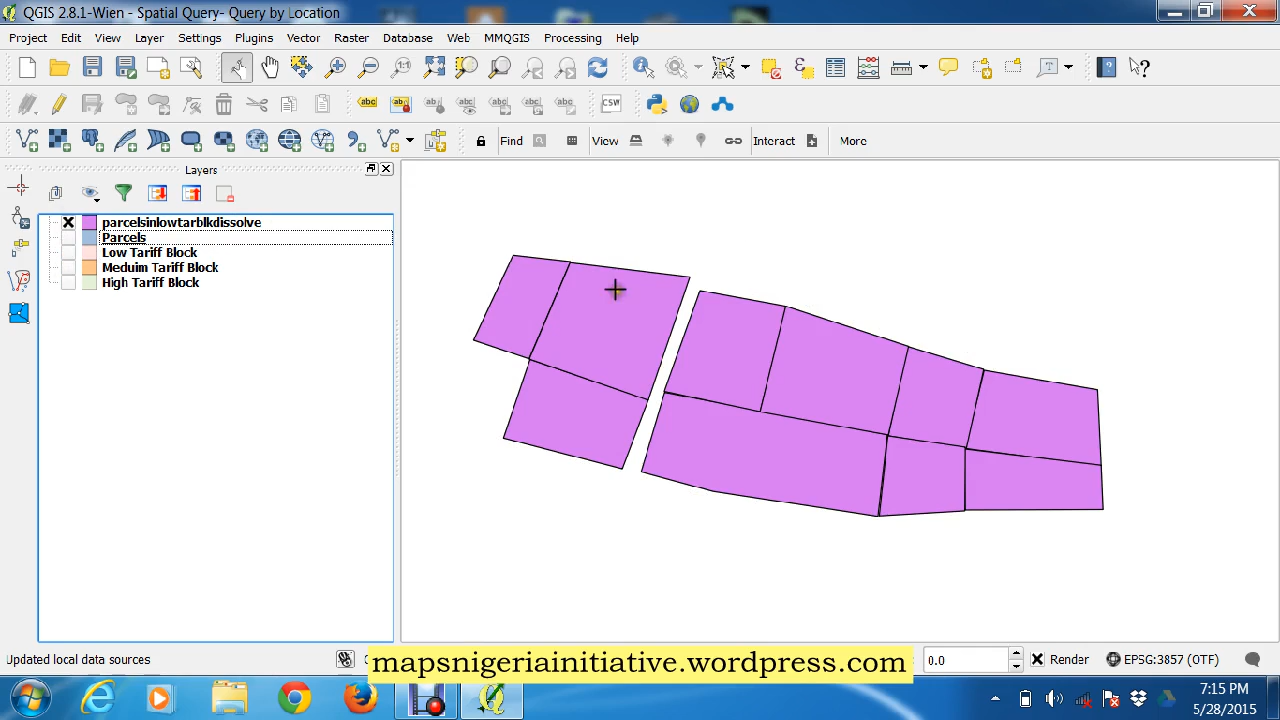 QGIS 2.8.1-Wien - Spatial Query- Query by Location
Project Edit View Layer Settings Plugins Vector Raster Database Web MMQGIS Processing Help
Find View Interact More
Layers
parcelsinlowtarblkdissolve
Parcels
Low Tariff Block
Meduim Tariff Block
High Tariff Block
Updated local data sources
mapsnigeriainitiative.wordpress.com
0.0
Render
EPSG:3857 (OTF)
7:15 PM
5/28/2015